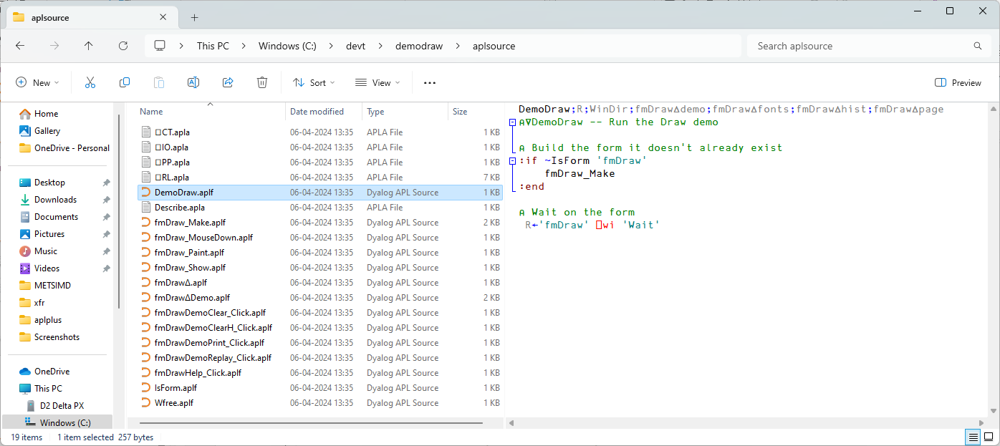 aplsource
This PC > Windows (C:) > devt > demodraw > aplsource
Search aplsource
New
Sort
View
Preview
Home
Gallery
OneDrive - Personal
Desktop
Downloads
Documents
Pictures
Music
Videos
METSIMD
xfr
aplplus
Screenshots
OneDrive
This PC
D2 Delta PX
Windows (C:)
Name Date modified Type Size
⎕CT.apla 06-04-2024 13:35 APLA File 1 KB
⎕IO.apla 06-04-2024 13:35 APLA File 1 KB
⎕PP.apla 06-04-2024 13:35 APLA File 1 KB
⎕RL.apla 06-04-2024 13:35 APLA File 7 KB
DemoDraw.aplf 06-04-2024 13:35 Dyalog APL Source 1 KB
Describe.apla 06-04-2024 13:35 APLA File 1 KB
fmDraw_Make.aplf 06-04-2024 13:35 Dyalog APL Source 2 KB
fmDraw_MouseDown.aplf 06-04-2024 13:35 Dyalog APL Source 1 KB
fmDraw_Paint.aplf 06-04-2024 13:35 Dyalog APL Source 1 KB
fmDraw_Show.aplf 06-04-2024 13:35 Dyalog APL Source 1 KB
fmDraw∆.aplf 06-04-2024 13:35 Dyalog APL Source 1 KB
fmDraw∆Demo.aplf 06-04-2024 13:35 Dyalog APL Source 2 KB
fmDrawDemoClear_Click.aplf 06-04-2024 13:35 Dyalog APL Source 1 KB
fmDrawDemoClearH_Click.aplf 06-04-2024 13:35 Dyalog APL Source 1 KB
fmDrawDemoPrint_Click.aplf 06-04-2024 13:35 Dyalog APL Source 1 KB
fmDrawDemoReplay_Click.aplf 06-04-2024 13:35 Dyalog APL Source 1 KB
fmDrawHelp_Click.aplf 06-04-2024 13:35 Dyalog APL Source 1 KB
IsForm.aplf 06-04-2024 13:35 Dyalog APL Source 1 KB
Wfree.aplf 06-04-2024 13:35 Dyalog APL Source 1 KB
DemoDraw;R;WinDir;fmDraw∆demo;fmDraw∆fonts;fmDraw∆hist;fmDraw∆page
⍝∇DemoDraw -- Run the Draw demo
⍝ Build the form it doesn't already exist
:if ~IsForm 'fmDraw'
fmDraw_Make
:end
⍝ Wait on the form
R←'fmDraw' ⎕wi 'Wait'
19 items 1 item selected 257 bytes